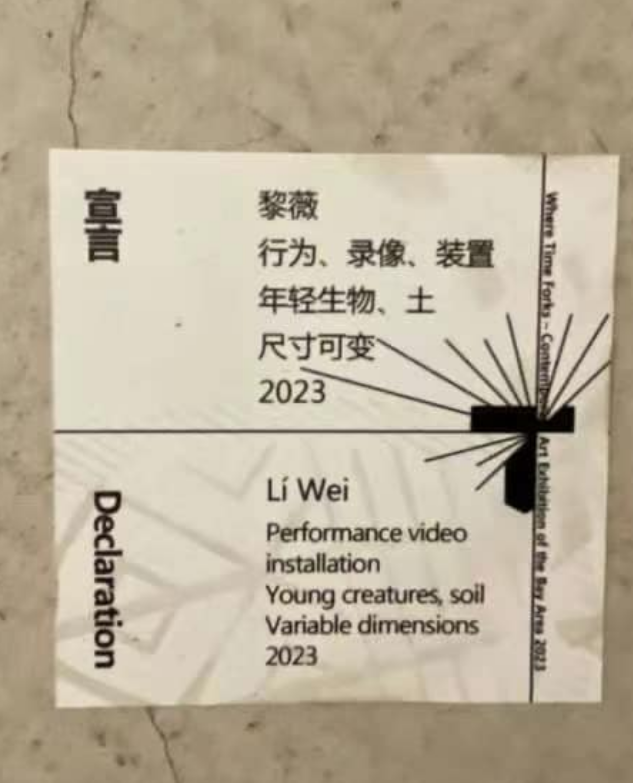 宣言
黎薇
行为、录像、装置
年轻生物、土
尺寸可变
2023
Declaration
Lí Wei
Performance video
installation
Young creatures, soil
Variable dimensions
2023
Where Time Forks – Contemporary Art Exhibition of the Bay Area 2023